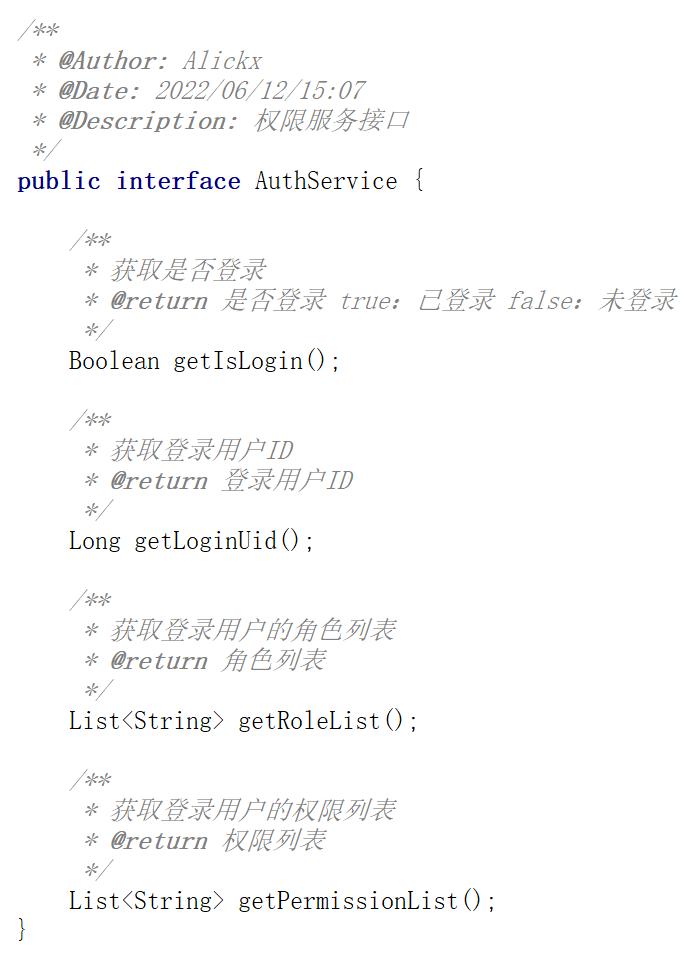 /**
 * @Author: Alickx
 * @Date: 2022/06/12/15:07
 * @Description: 权限服务接口
 */
public interface AuthService {
    /**
     * 获取是否登录
     * @return 是否登录 true：已登录 false：未登录
     */
    Boolean getIsLogin();
    /**
     * 获取登录用户ID
     * @return 登录用户ID
     */
    Long getLoginUid();
    /**
     * 获取登录用户的角色列表
     * @return 角色列表
     */
    List<String> getRoleList();
    /**
     * 获取登录用户的权限列表
     * @return 权限列表
     */
    List<String> getPermissionList();
}